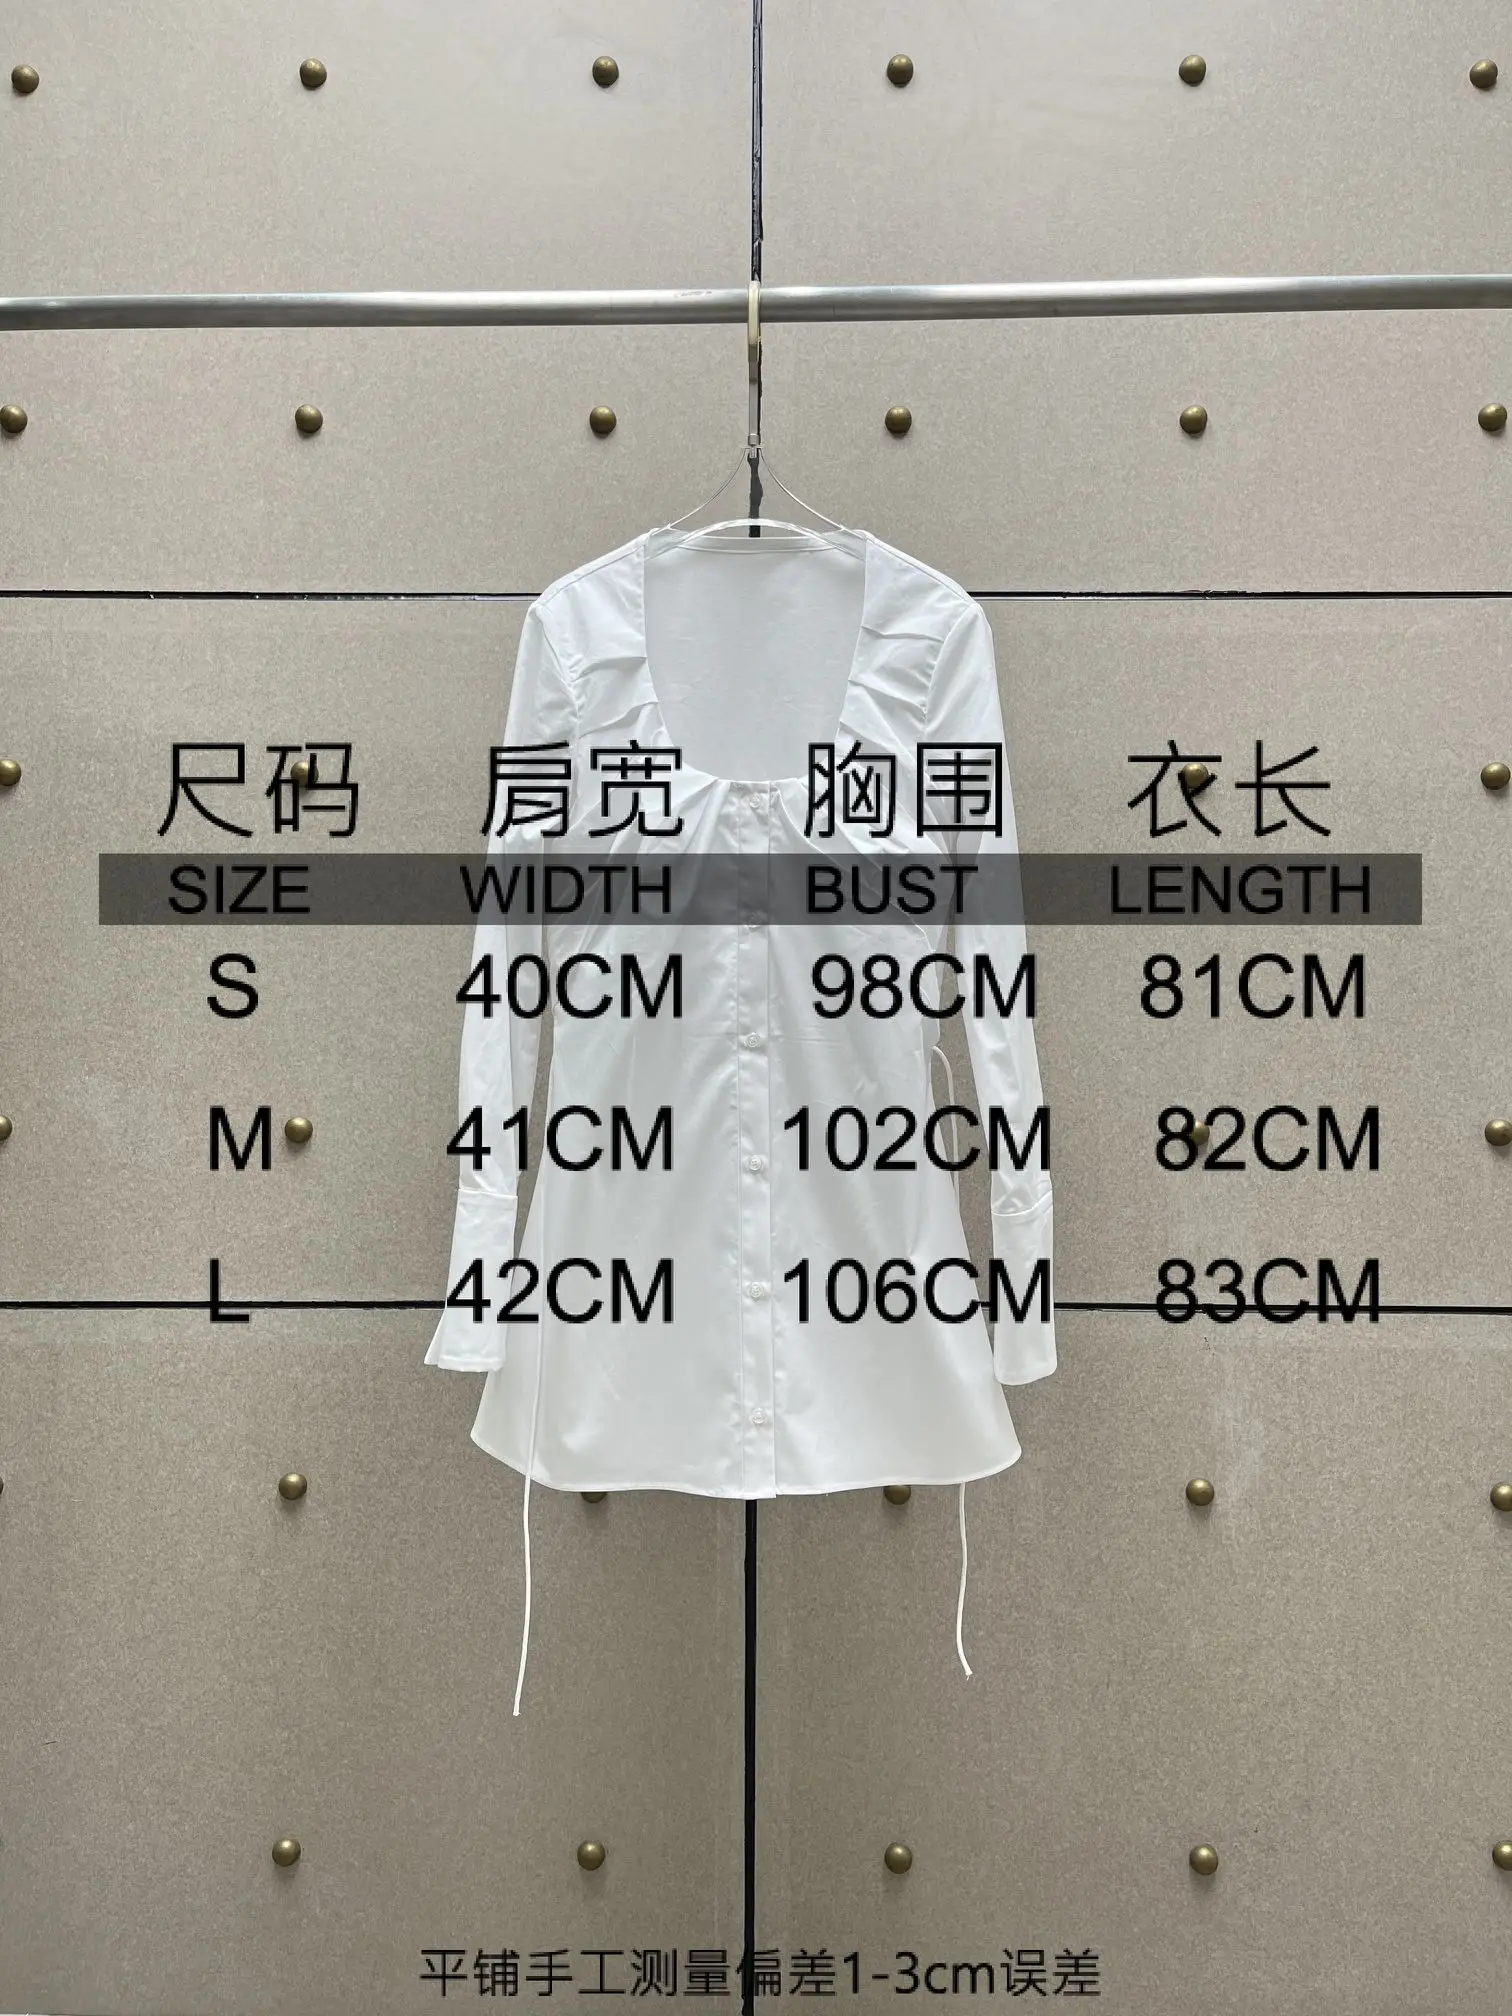 尺码 肩宽 胸围 衣长
SIZE WIDTH BUST LENGTH
S 40CM 98CM 81CM
M 41CM 102CM 82CM
L 42CM 106CM 83CM
平铺手工测量偏差1-3cm误差